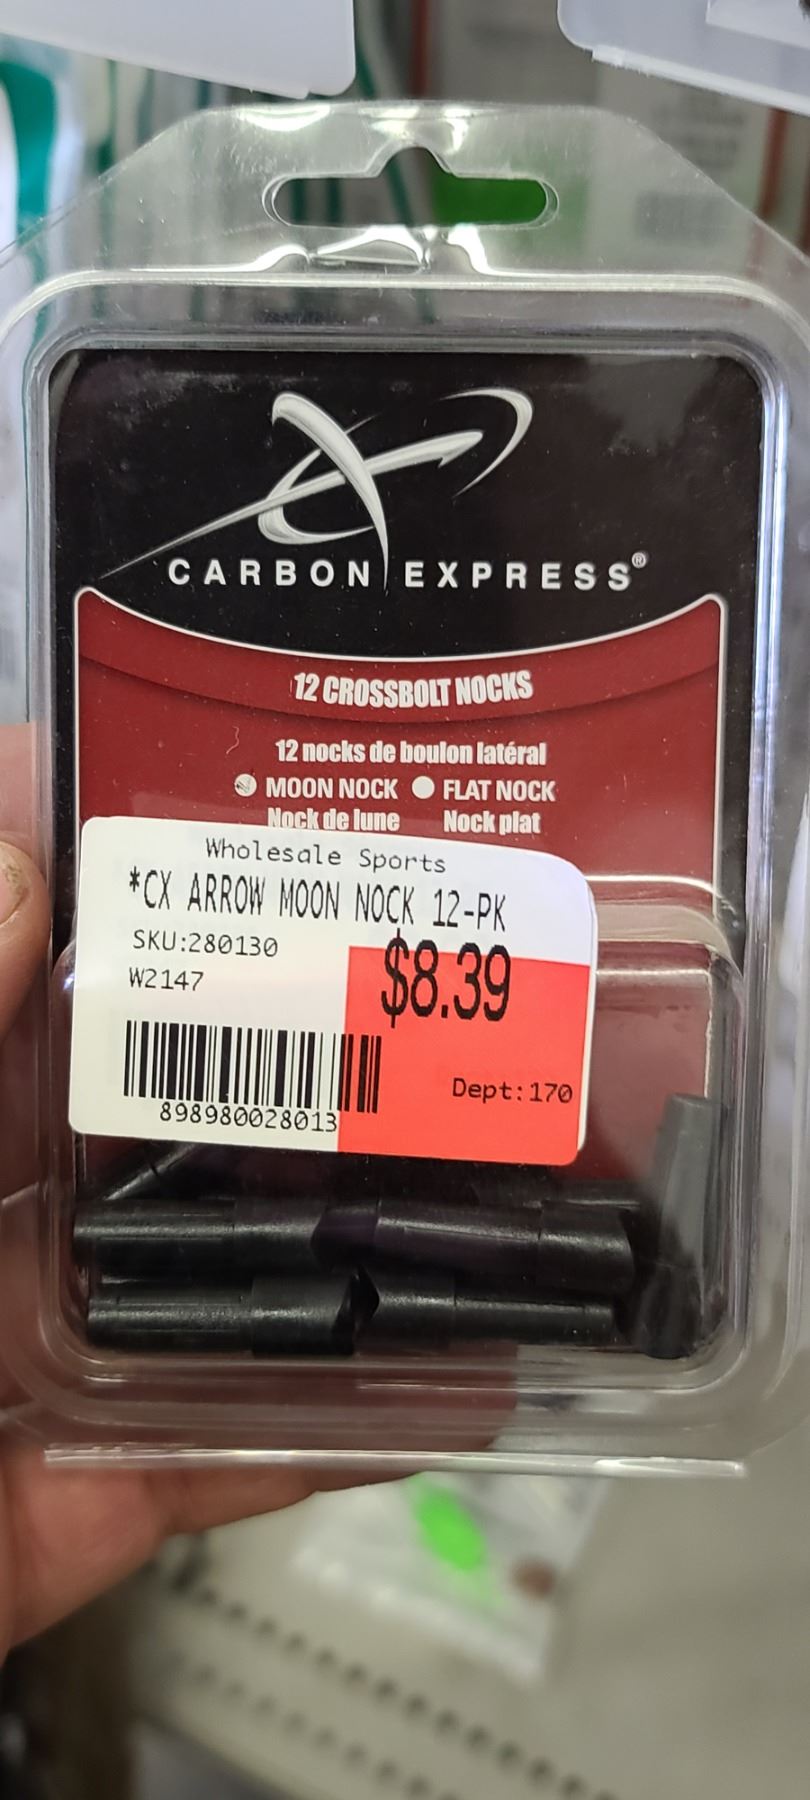 CARBON EXPRESS®
12 CROSSBOLT NOCKS
12 nocks de boulon latéral
MOON NOCK FLAT NOCK
Nock de lune Nock plat
Wholesale Sports
*CX ARROW MOON NOCK 12-PK
SKU:280130
$8.39
W2147
Dept:170
898980028013